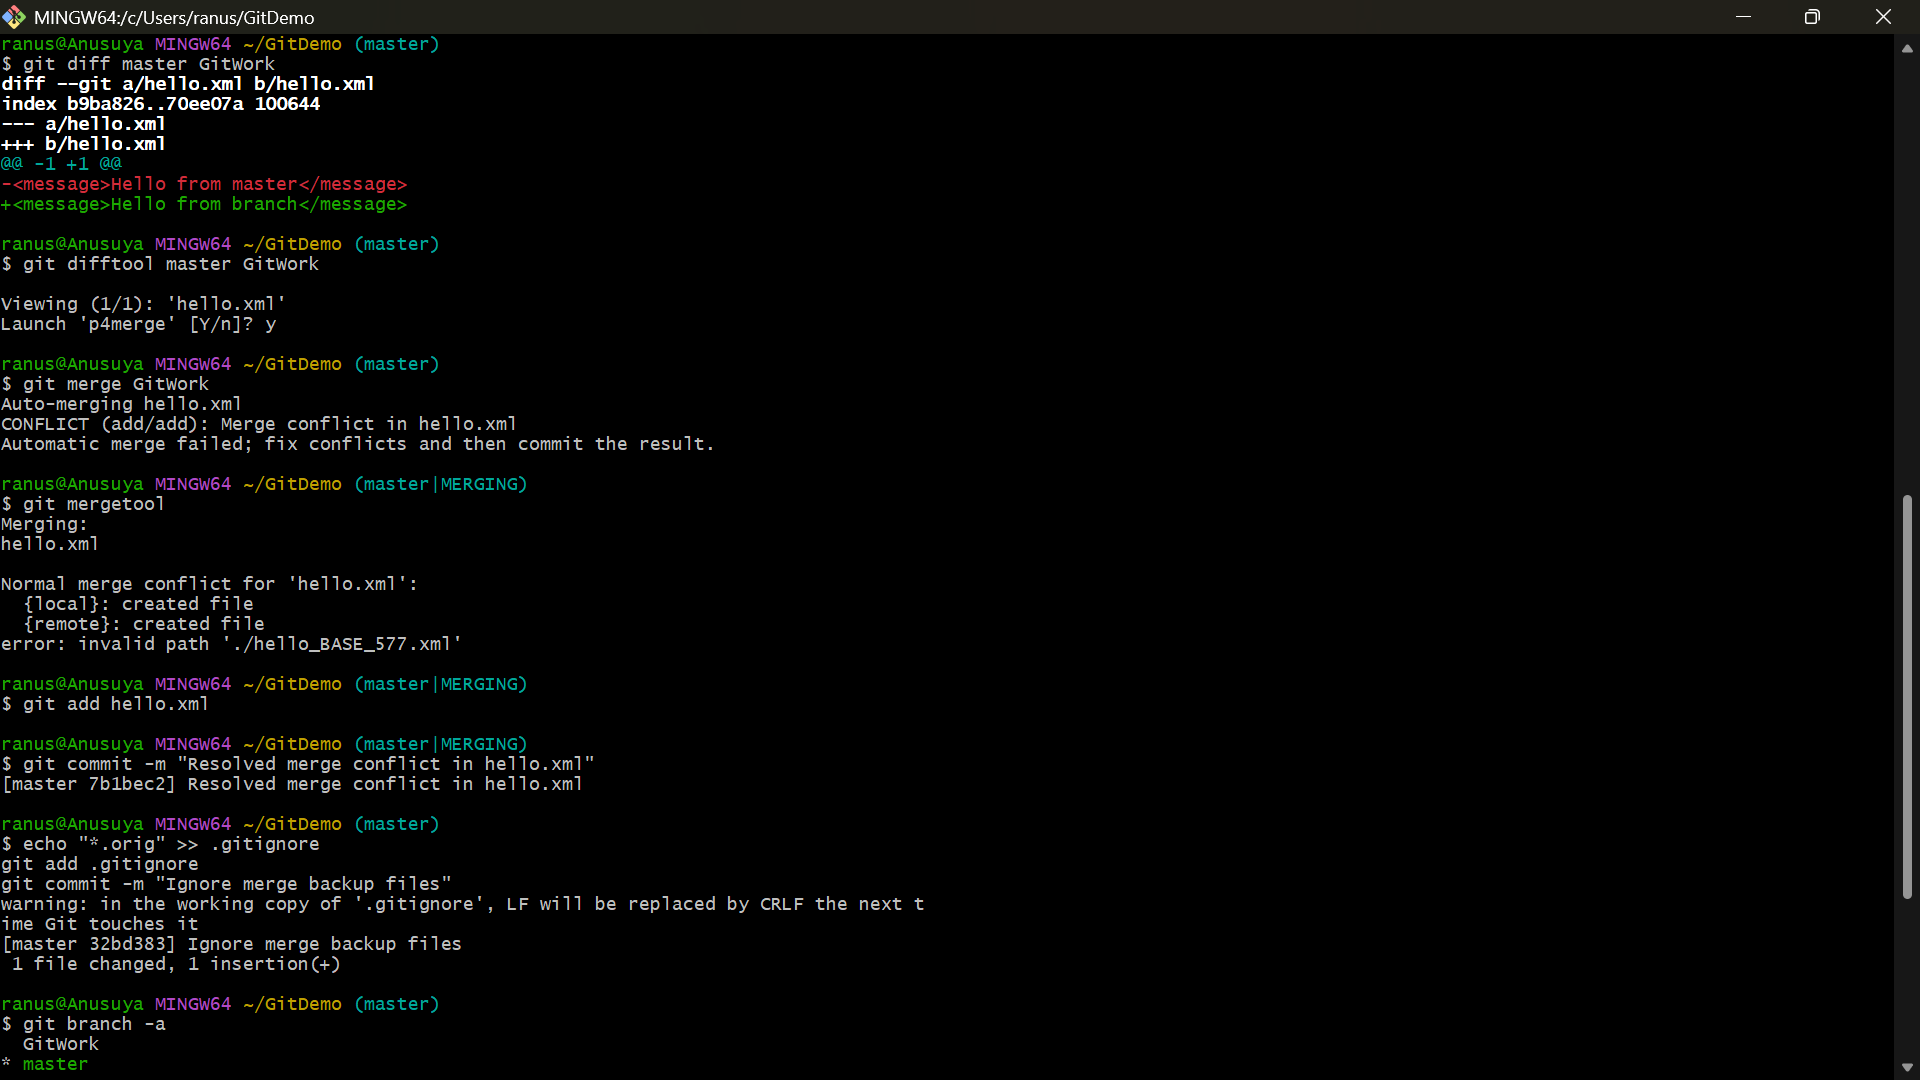 MINGW64:/c/Users/ranus/GitDemo
ranus@Anusuya MINGW64 ~/GitDemo (master)
$ git diff master GitWork
diff --git a/hello.xml b/hello.xml
index b9ba826..70ee07a 100644
--- a/hello.xml
+++ b/hello.xml
@@ -1 +1 @@
-<message>Hello from master</message>
+<message>Hello from branch</message>
ranus@Anusuya MINGW64 ~/GitDemo (master)
$ git difftool master GitWork
Viewing (1/1): 'hello.xml'
Launch 'p4merge' [Y/n]? y
ranus@Anusuya MINGW64 ~/GitDemo (master)
$ git merge GitWork
Auto-merging hello.xml
CONFLICT (add/add): Merge conflict in hello.xml
Automatic merge failed; fix conflicts and then commit the result.
ranus@Anusuya MINGW64 ~/GitDemo (master|MERGING)
$ git mergetool
Merging:
hello.xml
Normal merge conflict for 'hello.xml':
  {local}: created file
  {remote}: created file
error: invalid path './hello_BASE_577.xml'
ranus@Anusuya MINGW64 ~/GitDemo (master|MERGING)
$ git add hello.xml
ranus@Anusuya MINGW64 ~/GitDemo (master|MERGING)
$ git commit -m "Resolved merge conflict in hello.xml"
[master 7b1bec2] Resolved merge conflict in hello.xml
ranus@Anusuya MINGW64 ~/GitDemo (master)
$ echo "*.orig" >> .gitignore
git add .gitignore
git commit -m "Ignore merge backup files"
warning: in the working copy of '.gitignore', LF will be replaced by CRLF the next t
ime Git touches it
[master 32bd383] Ignore merge backup files
 1 file changed, 1 insertion(+)
ranus@Anusuya MINGW64 ~/GitDemo (master)
$ git branch -a
  GitWork
* master